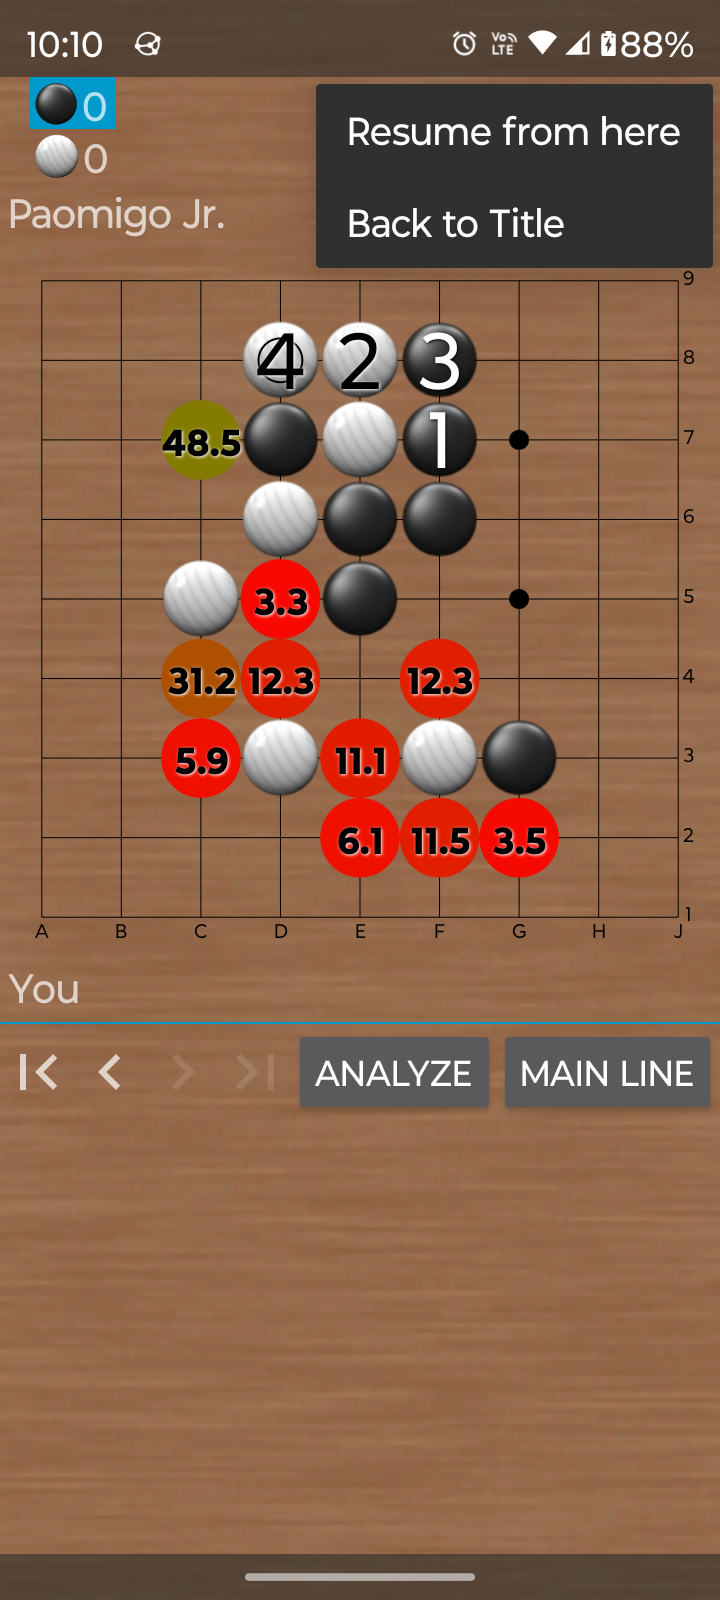 10:10 Vo LTE 88%
0
Resume from here
0
Paomigo Jr.
Back to Title
9
4 2 3 8
48.5 1 7
6
3.3 5
31.2 12.3 12.3 4
5.9 11.1 3
6.1 11.5 3.5 2
1
A B C D E F G H J
You
ANALYZE MAIN LINE